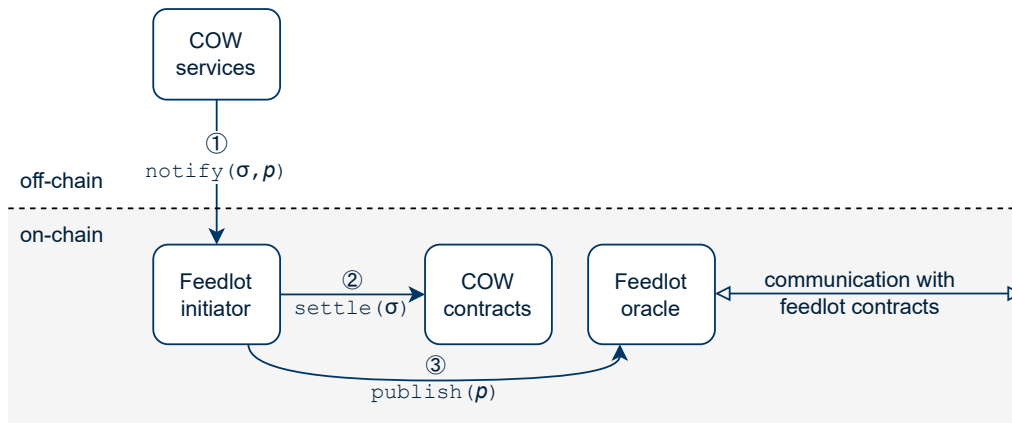 COW
services
①
notify(σ,p)
off-chain
on-chain
Feedlot
initiator
②
settle(σ)
COW
contracts
Feedlot
oracle
communication with
feedlot contracts
③
publish(p)